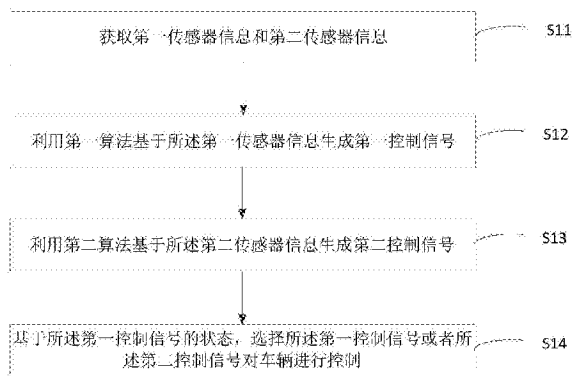 获取第一传感器信息和第二传感器信息
S11
利用第一算法基于所述第一传感器信息生成第一控制信号
S12
利用第二算法基于所述第二传感器信息生成第二控制信号
S13
基于所述第一控制信号的状态，选择所述第一控制信号或者所
述第二控制信号对车辆进行控制
S14